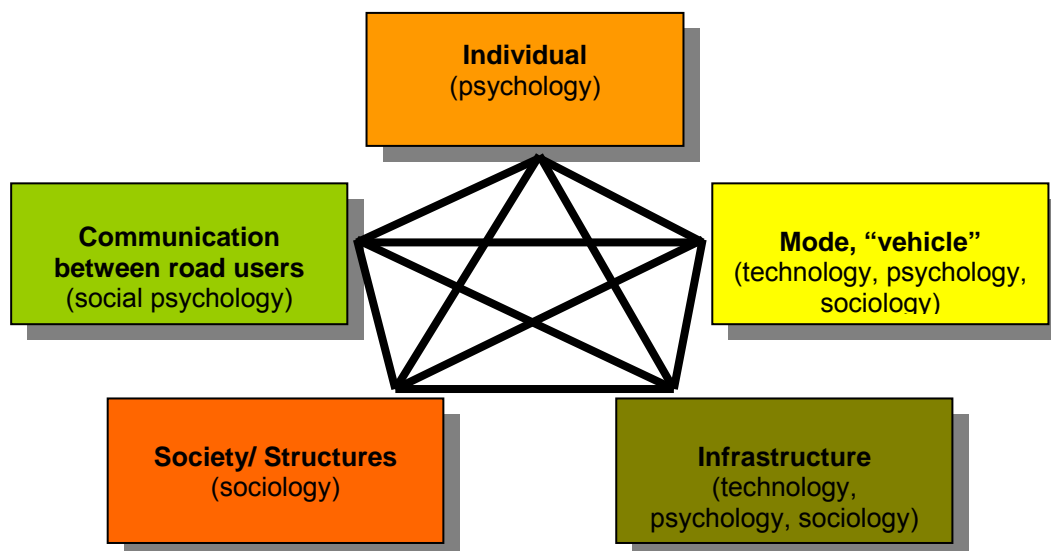 Individual
(psychology)
Communication
between road users
(social psychology)
Mode, “vehicle”
(technology, psychology,
sociology)
Society/ Structures
(sociology)
Infrastructure
(technology,
psychology, sociology)